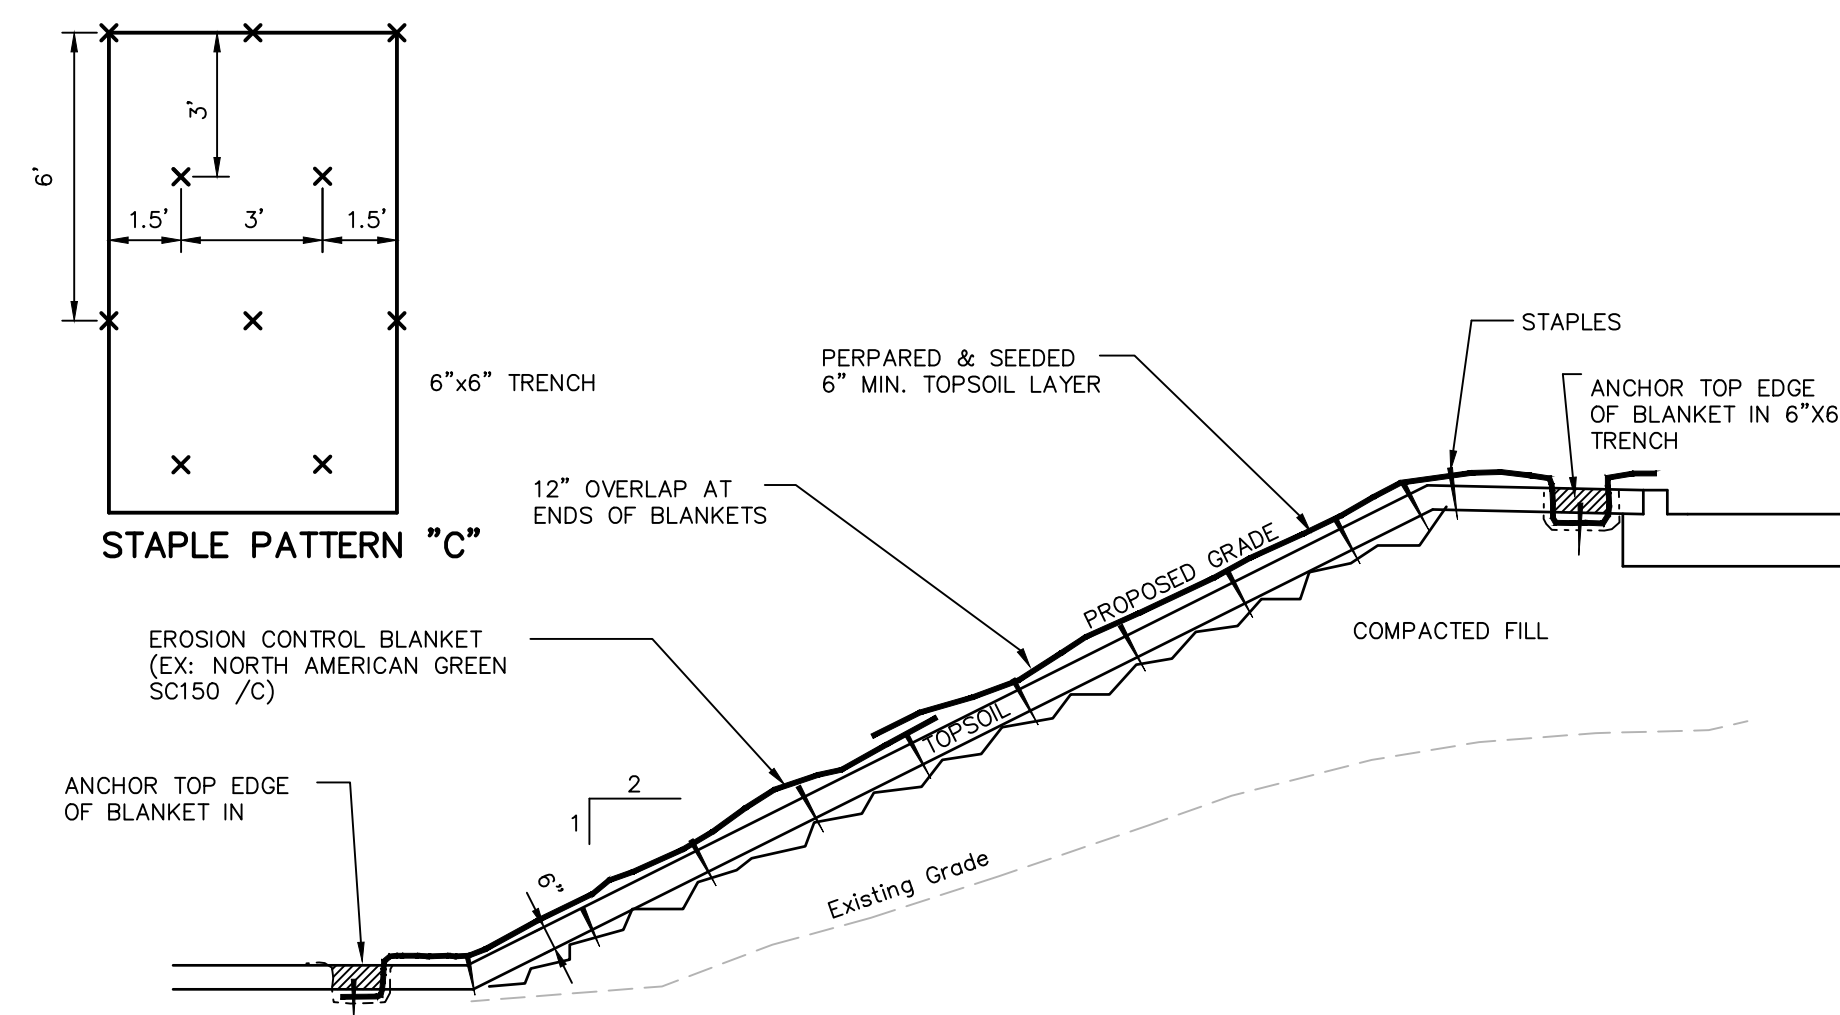 3'
6'
1.5'
3'
1.5'
6"x6" TRENCH
STAPLE PATTERN "C"
STAPLES
PERPARED & SEEDED
6" MIN. TOPSOIL LAYER
ANCHOR TOP EDGE
OF BLANKET IN 6"X6
TRENCH
12" OVERLAP AT
ENDS OF BLANKETS
PROPOSED GRADE
COMPACTED FILL
EROSION CONTROL BLANKET
(EX: NORTH AMERICAN GREEN
SC150 /C)
TOPSOIL
ANCHOR TOP EDGE
OF BLANKET IN
2
1
6"
Existing Grade